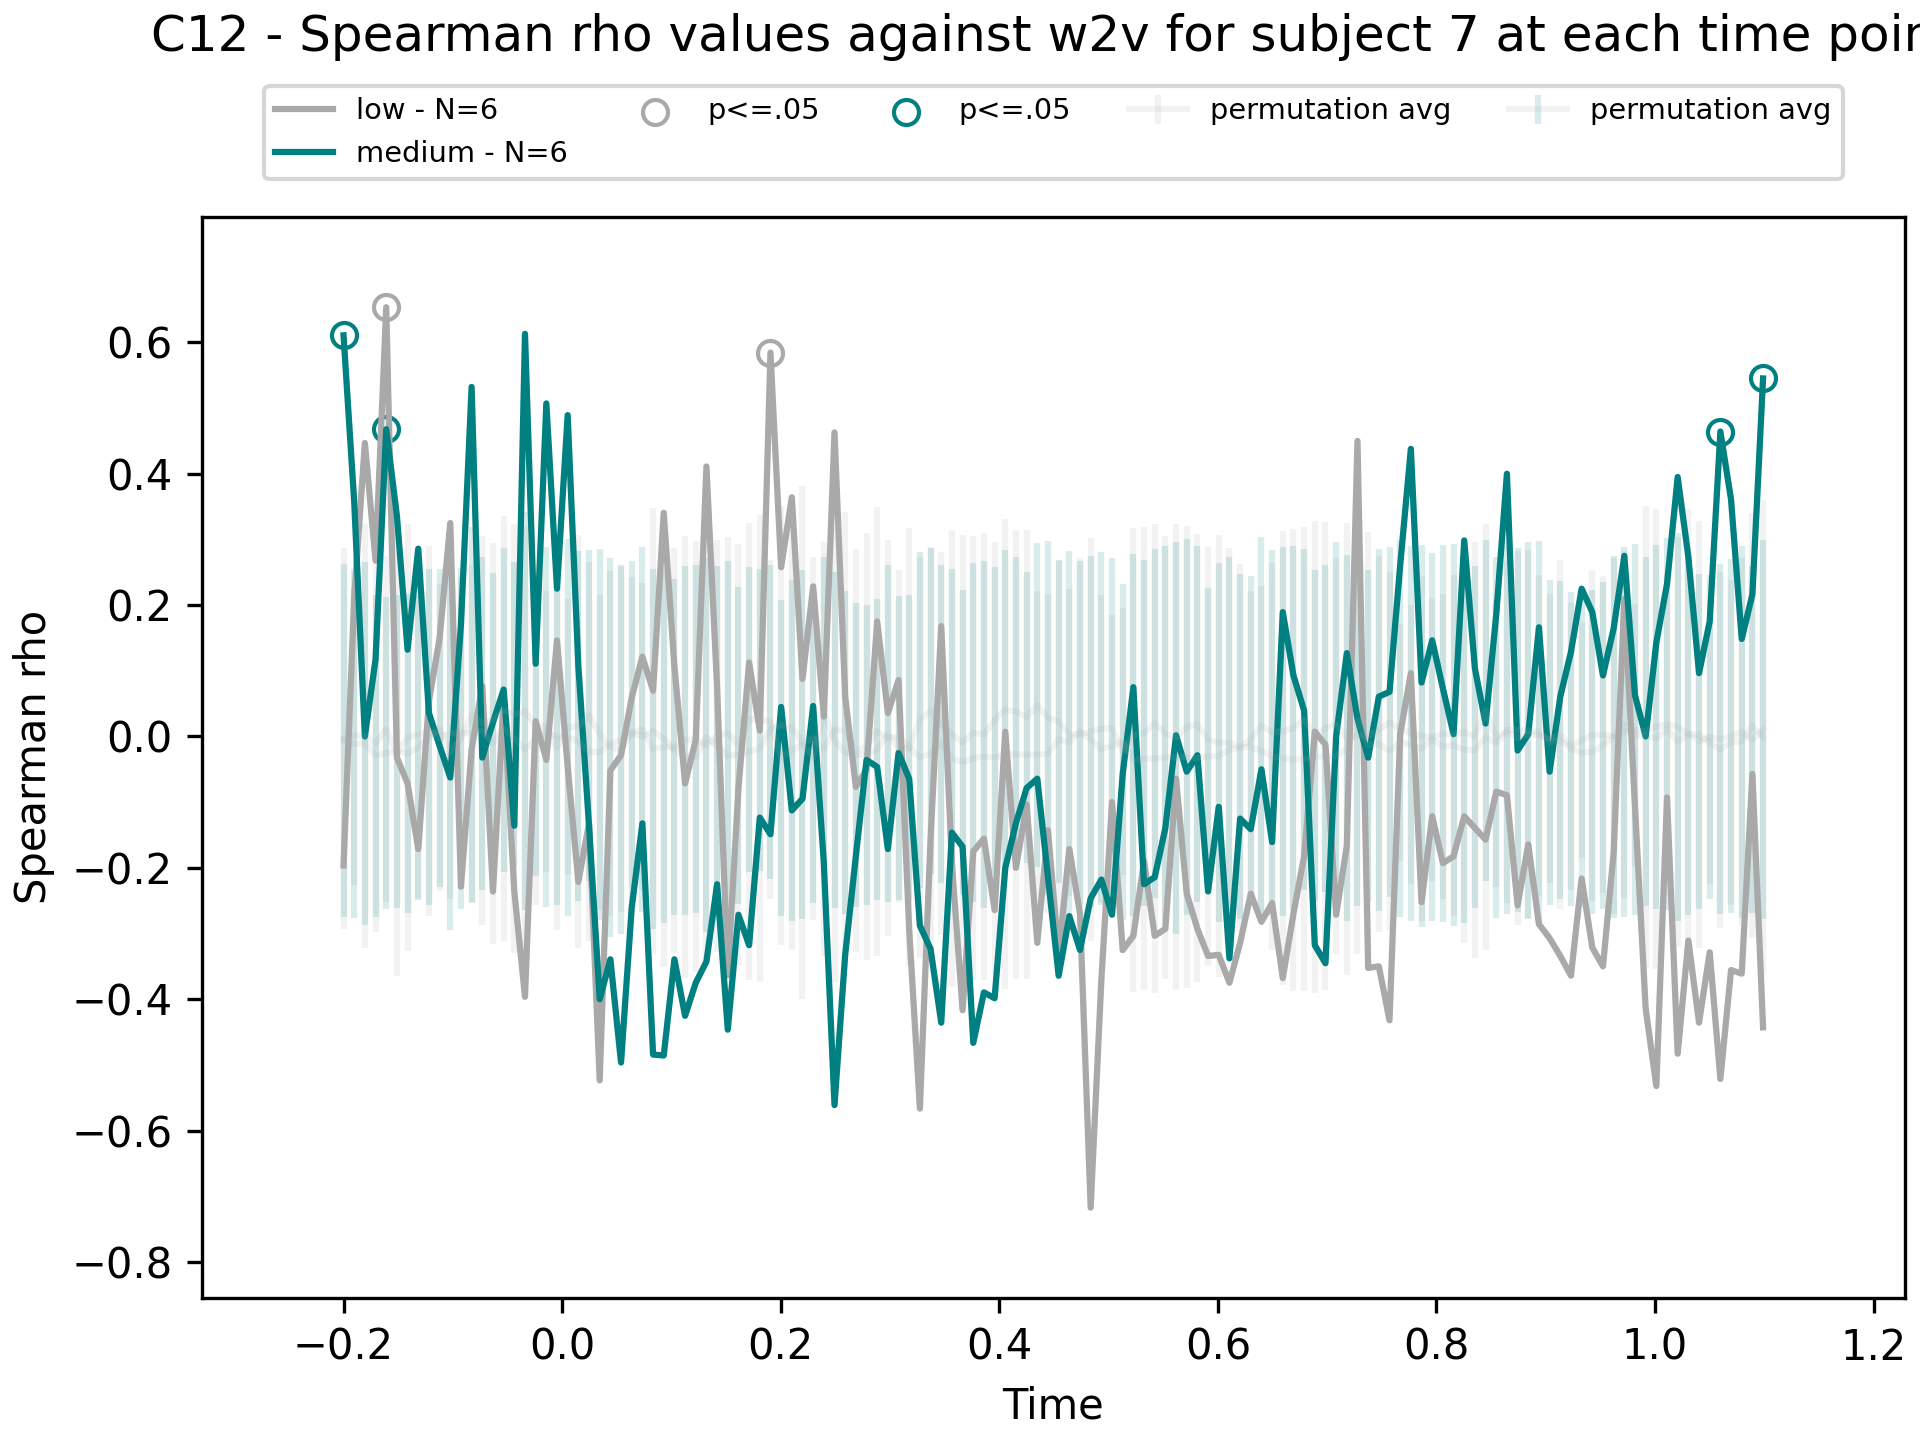 C12 - Spearman rho values against w2v for subject 7 at each time poin
low - N=6 p<=.05 p<=.05 permutation avg permutation avg
medium - N=6
Spearman rho
0.6
0.4
0.2
0.0
−0.2
−0.4
−0.6
−0.8
−0.2 0.0 0.2 0.4 0.6 0.8 1.0 1.2
Time